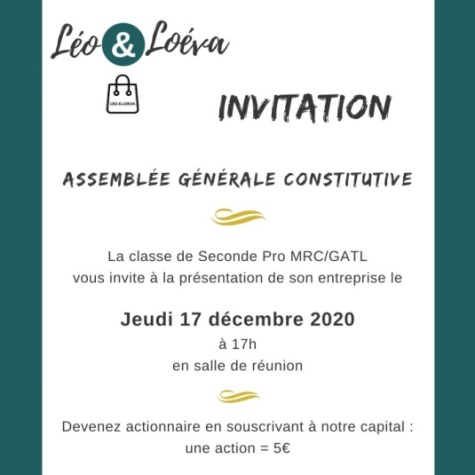 Léo & Loéva
LÉO & LOÉVA
INVITATION
ASSEMBLÉE GÉNÉRALE CONSTITUTIVE
La classe de Seconde Pro MRC/GATL
vous invite à la présentation de son entreprise le
Jeudi 17 décembre 2020
à 17h
en salle de réunion
Devenez actionnaire en souscrivant à notre capital :
une action = 5€